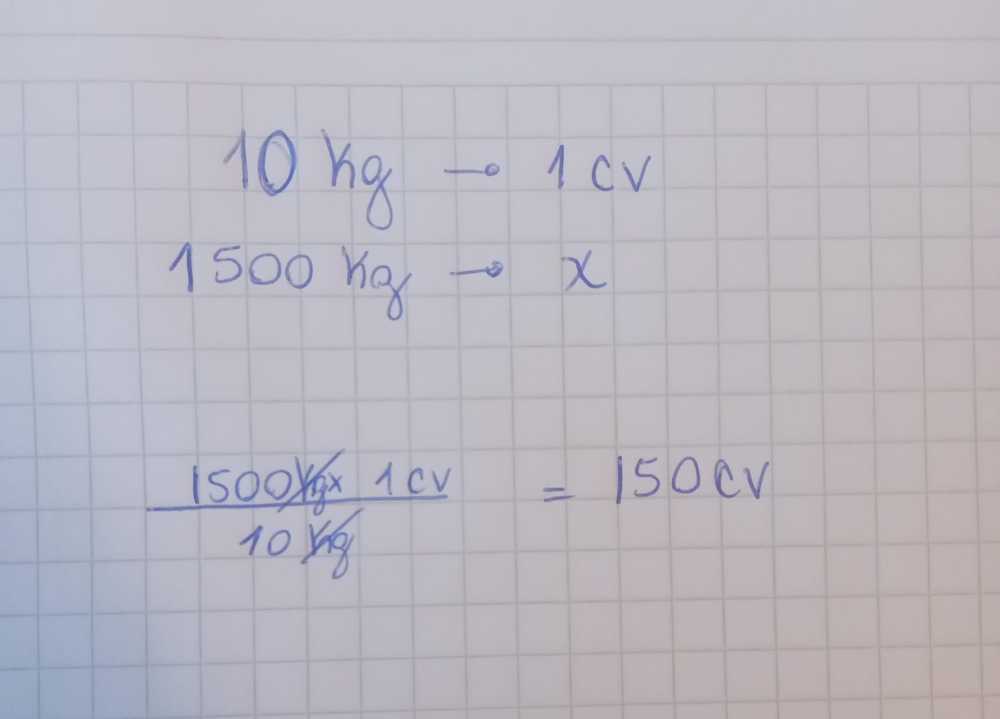 10 kg → 1 cv
1500 kg → x
1500 kg x 1 cv = 150 cv
10 kg